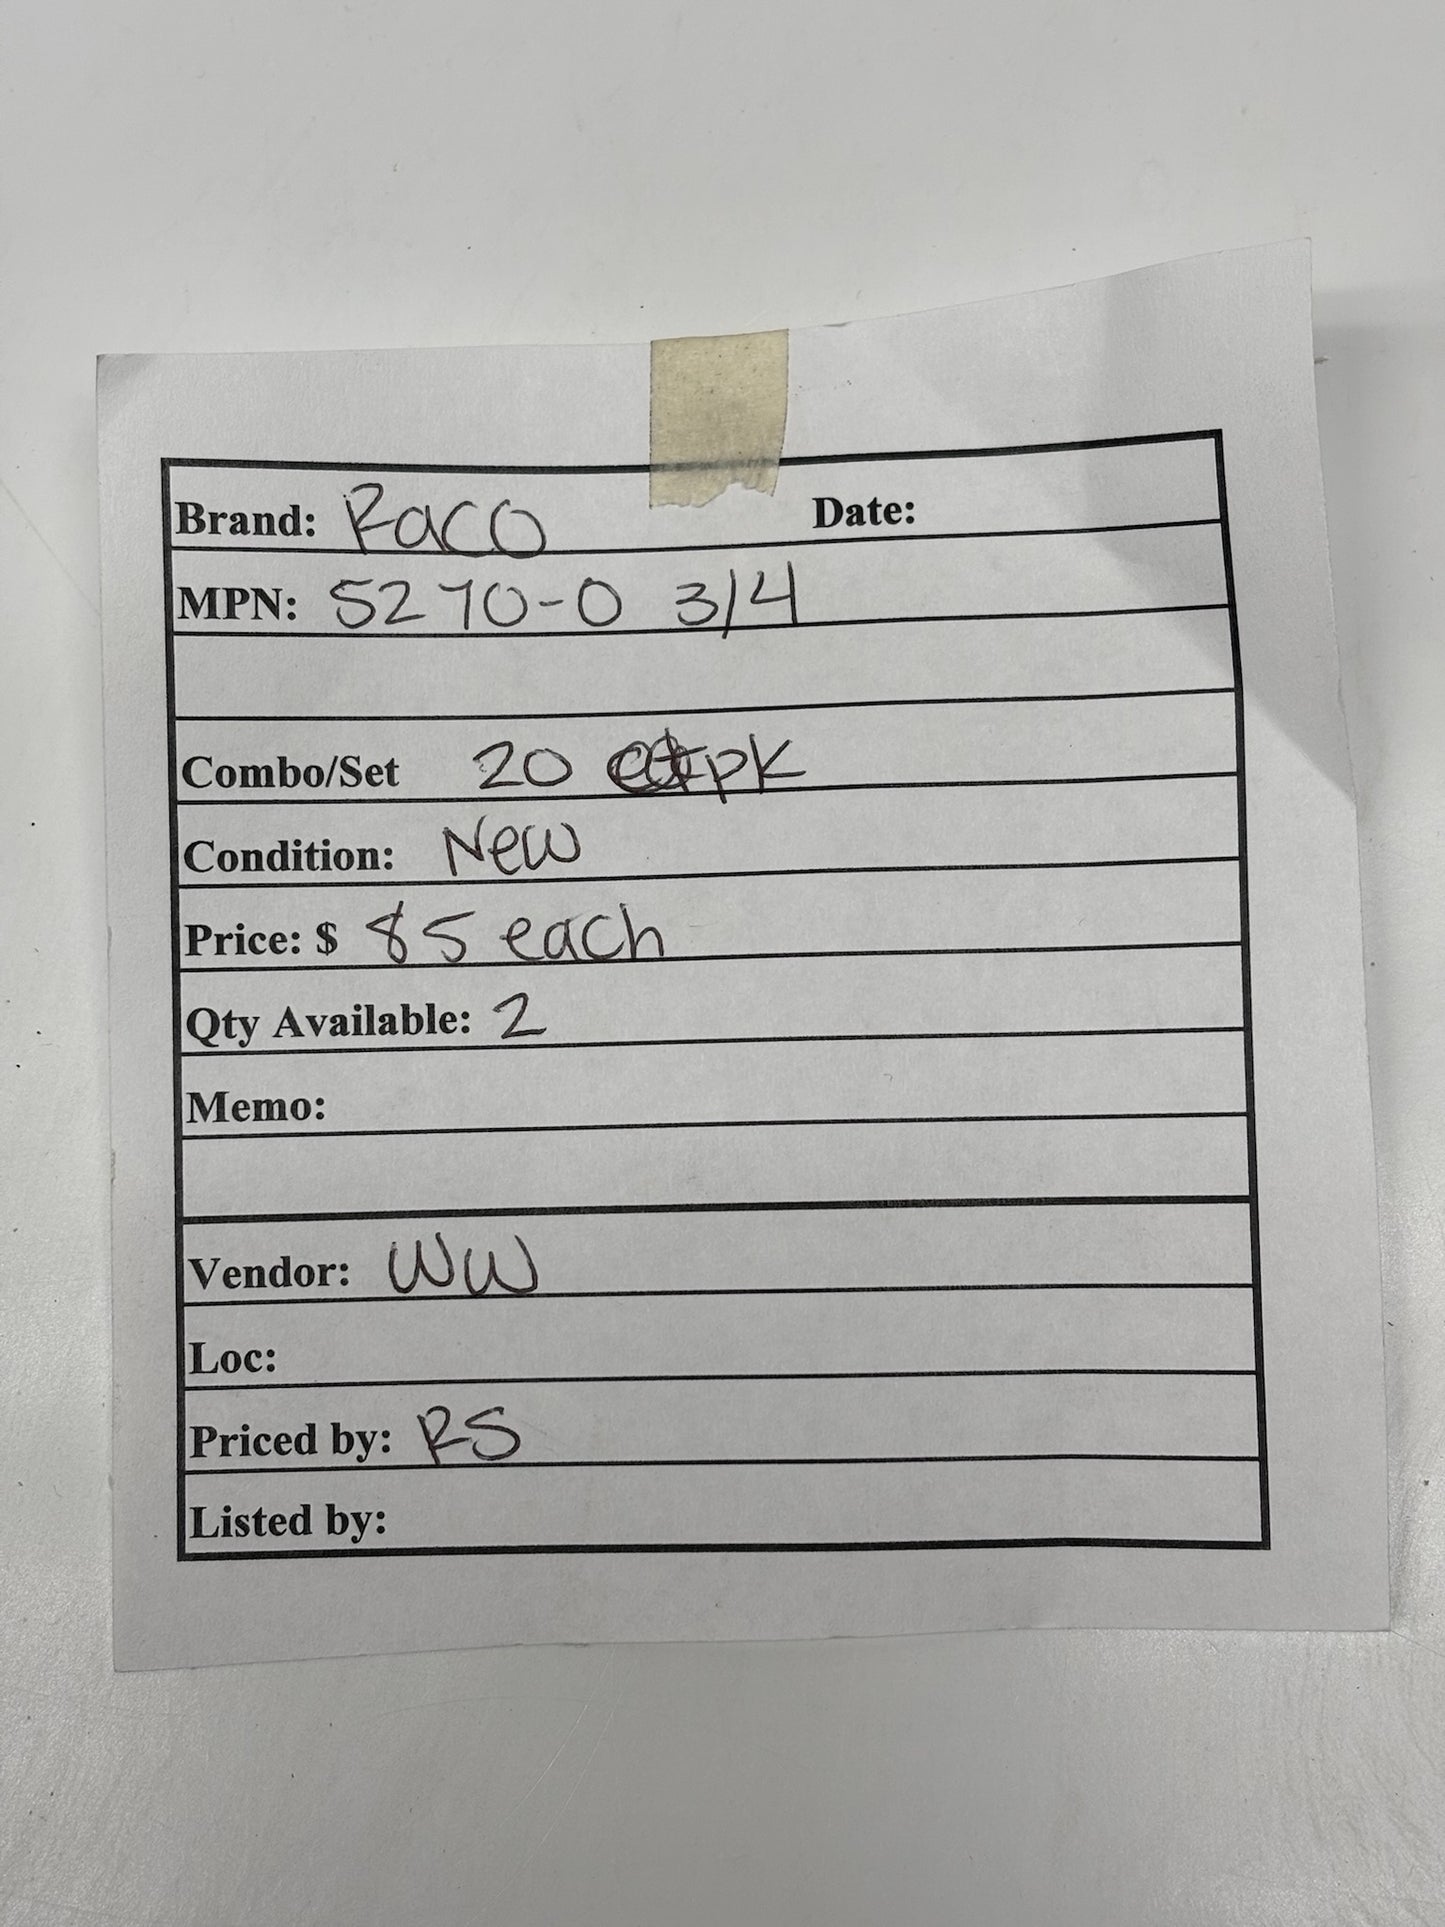 Brand: Raco Date:
MPN: 5270-0 3/4
Combo/Set 20 pk
Condition: New
Price: $ 85 each
Qty Available: 2
Memo:
Vendor: WW
Loc:
Priced by: RS
Listed by: